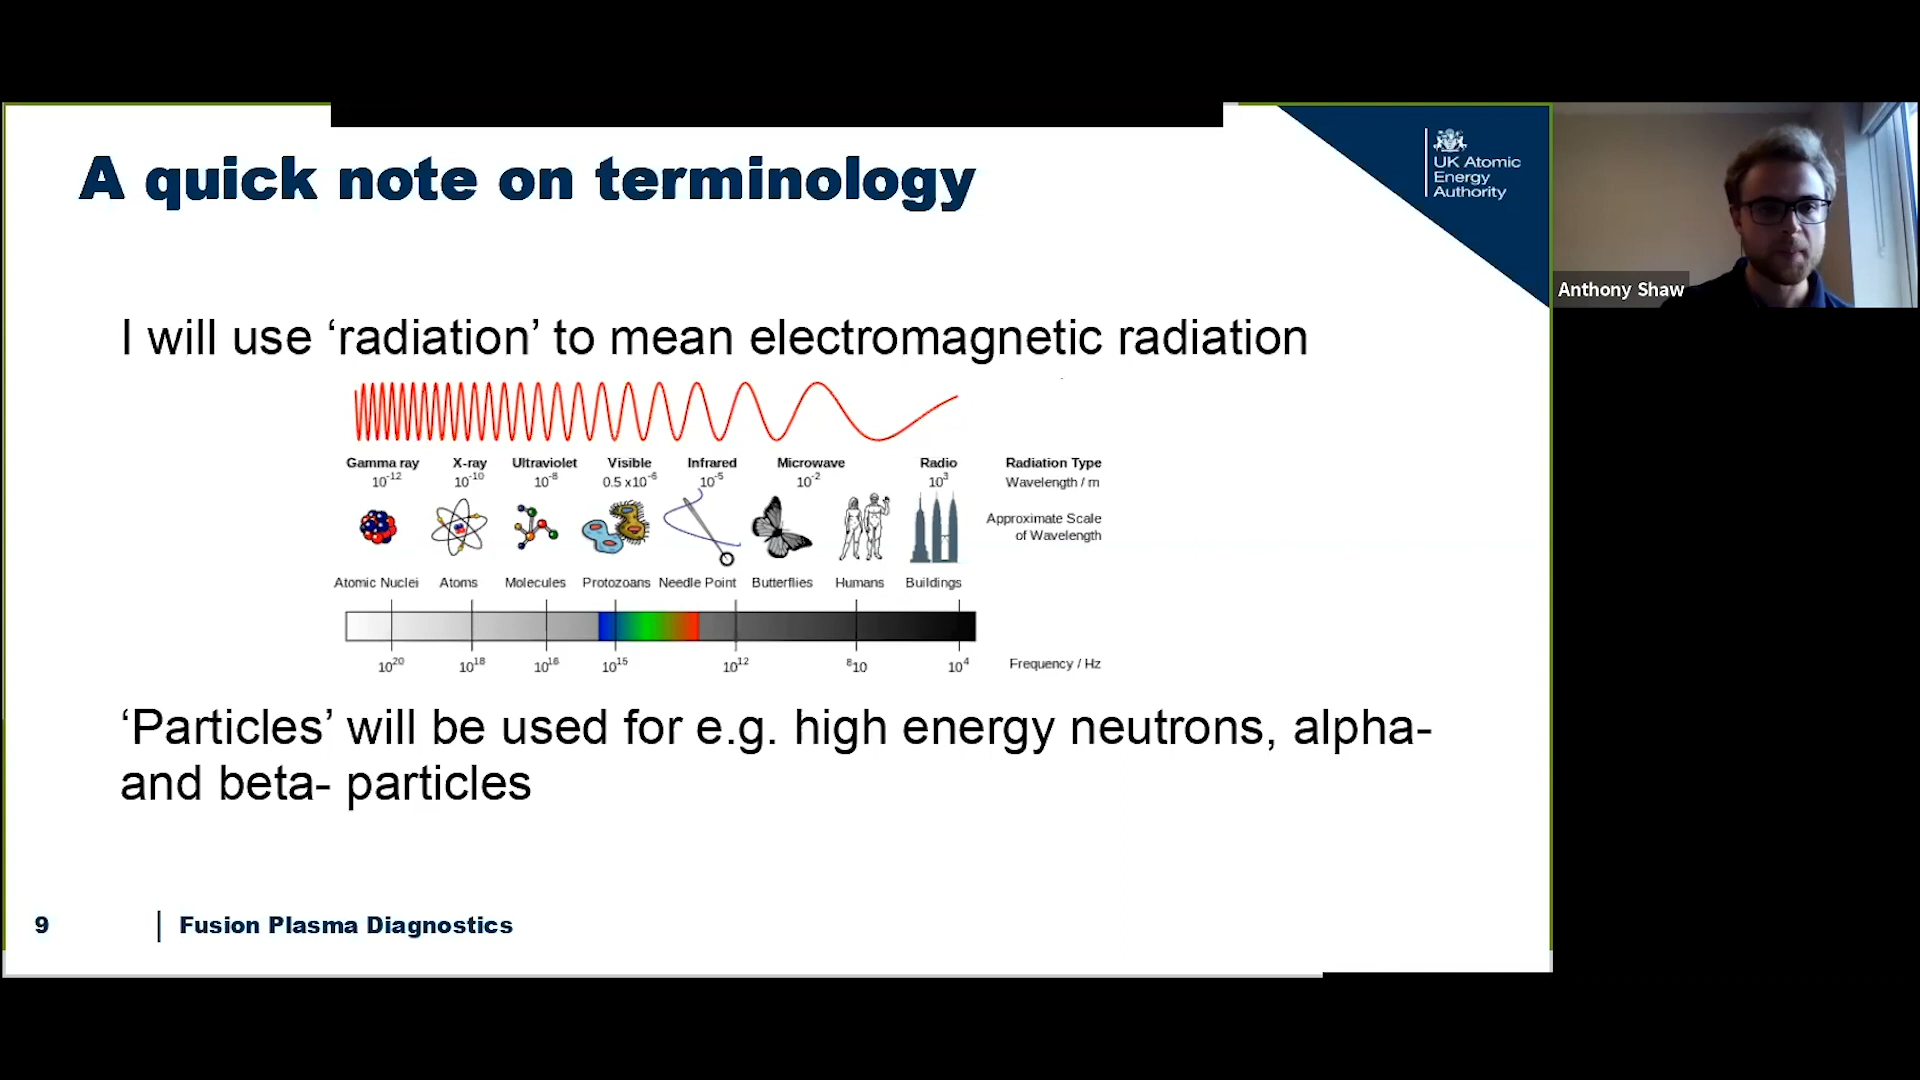 A quick note on terminology
UK Atomic
Energy
Authority
Anthony Shaw
I will use ‘radiation’ to mean electromagnetic radiation
Gamma ray X-ray Ultraviolet Visible Infrared Microwave Radio Radiation Type
10⁻¹² 10⁻¹⁰ 10⁻⁸ 0.5 x10⁻⁶ 10⁻⁵ 10⁻² 10³ Wavelength / m
Approximate Scale
of Wavelength
Atomic Nuclei Atoms Molecules Protozoans Needle Point Butterflies Humans Buildings
10²⁰ 10¹⁸ 10¹⁶ 10¹⁵ 10¹² ⁸10 10⁴ Frequency / Hz
‘Particles’ will be used for e.g. high energy neutrons, alpha-
and beta- particles
9 Fusion Plasma Diagnostics